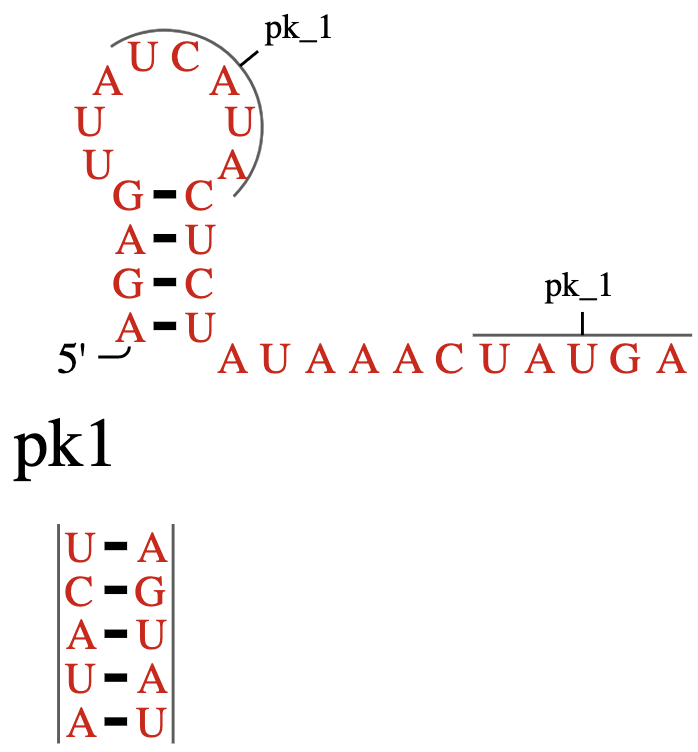 pk_1
U C
A A
U U
U A
G - C
A - U
G - C
pk_1
A - U
5' A U A A A C U A U G A
pk1
U - A
C - G
A - U
U - A
A - U